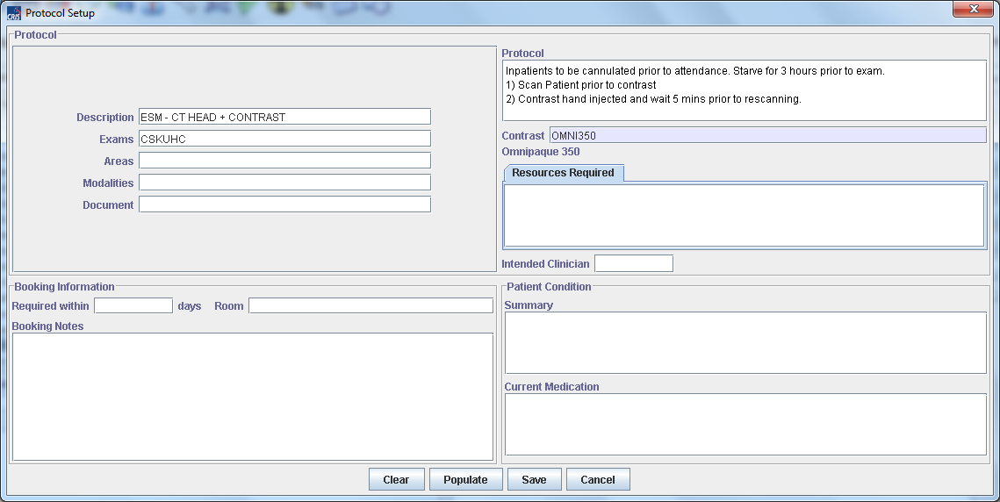 CRIS Protocol Setup
Protocol
Description ESM - CT HEAD + CONTRAST
Exams CSKUHC
Areas
Modalities
Document
Protocol
Inpatients to be cannulated prior to attendance. Starve for 3 hours prior to exam.
1) Scan Patient prior to contrast
2) Contrast hand injected and wait 5 mins prior to rescanning.
Contrast OMNI350
Omnipaque 350
Resources Required
Intended Clinician
Booking Information
Required within days Room
Booking Notes
Patient Condition
Summary
Current Medication
Clear Populate Save Cancel